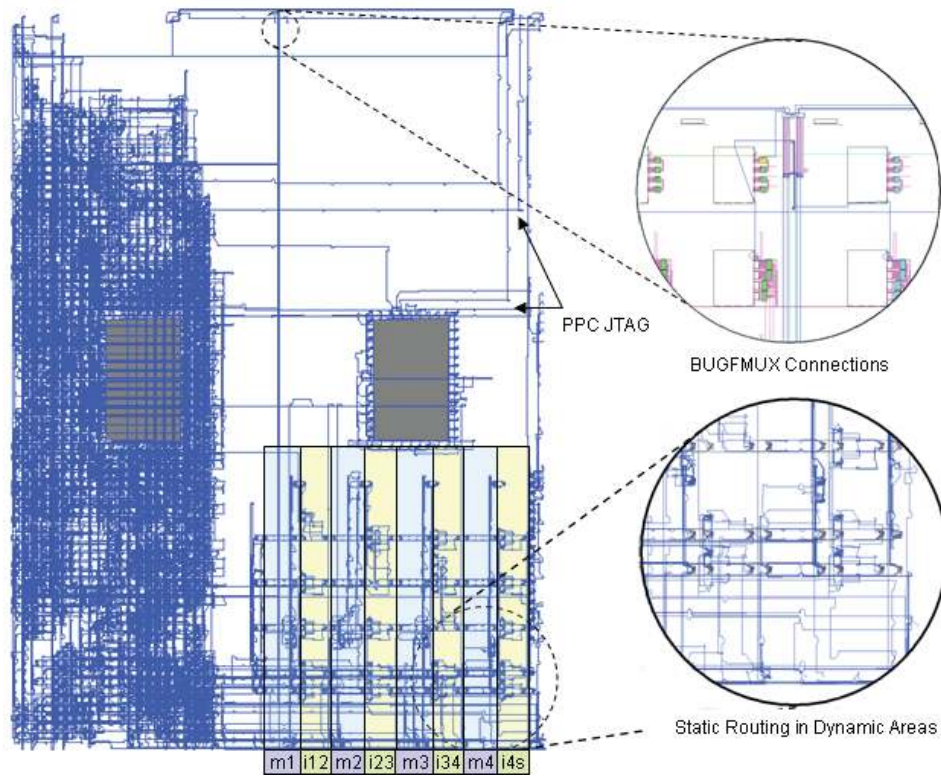 PPC JTAG
BUGFMUX Connections
Static Routing in Dynamic Areas
m1 i12 m2 i23 m3 i34 m4 i4s